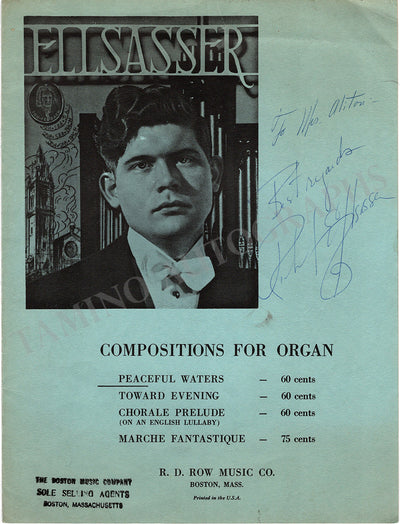 ELLSASSER
To Mrs.
Best regards
COMPOSITIONS FOR ORGAN
PEACEFUL WATERS — 60 cents
TOWARD EVENING — 60 cents
CHORALE PRELUDE — 60 cents
(ON AN ENGLISH LULLABY)
MARCHE FANTASTIQUE — 75 cents
R. D. ROW MUSIC CO.
BOSTON, MASS.
Printed in the U.S.A.
THE BOSTON MUSIC COMPANY
SOLE SELLING AGENTS
BOSTON, MASSACHUSETTS
TAMINO AUTOGRAPHS